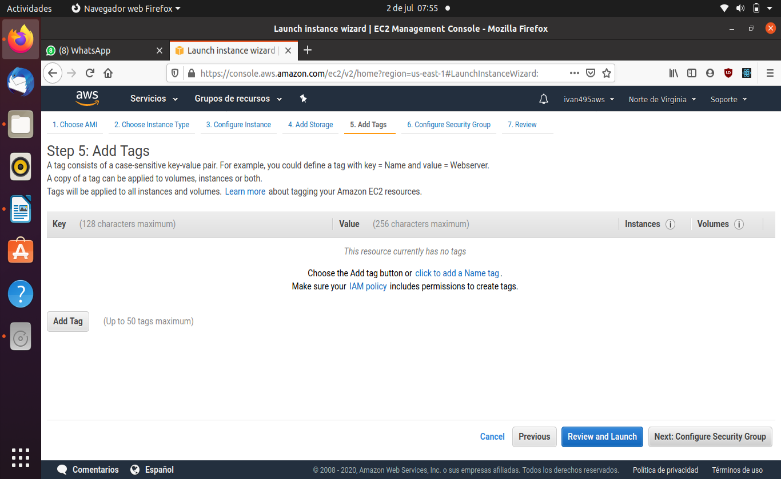 Actividades Navegador web Firefox 2 de jul 07:55
Launch instance wizard | EC2 Management Console - Mozilla Firefox
(8) WhatsApp Launch instance wizard
https://console.aws.amazon.com/ec2/v2/home?region=us-east-1#LaunchInstanceWizard:
aws Servicios Grupos de recursos ivan495aws Norte de Virginia Soporte
1. Choose AMI 2. Choose Instance Type 3. Configure Instance 4. Add Storage 5. Add Tags 6. Configure Security Group 7. Review
Step 5: Add Tags
A tag consists of a case-sensitive key-value pair. For example, you could define a tag with key = Name and value = Webserver.
A copy of a tag can be applied to volumes, instances or both.
Tags will be applied to all instances and volumes. Learn more about tagging your Amazon EC2 resources.
Key (128 characters maximum) Value (256 characters maximum) Instances i Volumes i
This resource currently has no tags
Choose the Add tag button or click to add a Name tag.
Make sure your IAM policy includes permissions to create tags.
Add Tag (Up to 50 tags maximum)
Cancel Previous Review and Launch Next: Configure Security Group
Comentarios Español © 2008 - 2020, Amazon Web Services, Inc. o sus empresas afiliadas. Todos los derechos reservados. Política de privacidad Términos de uso